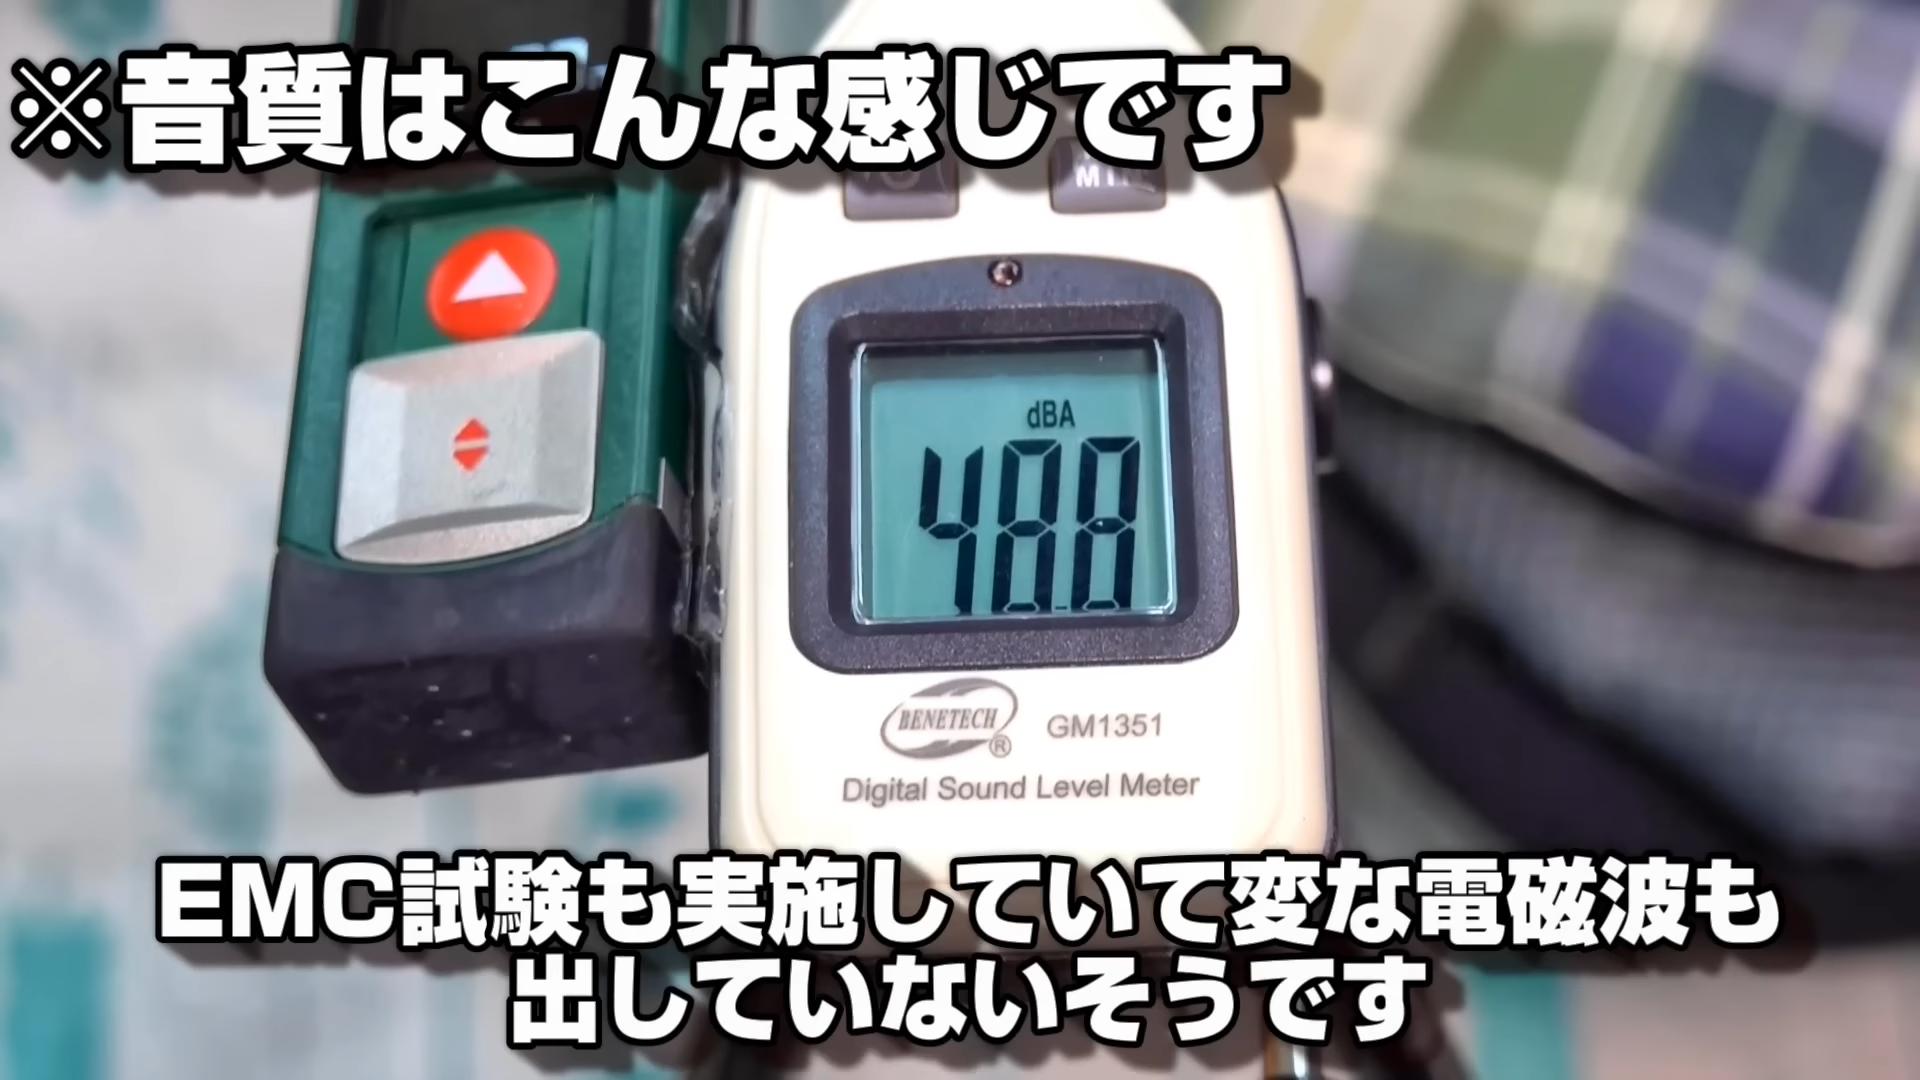 ※音質はこんな感じです
dBA
48.8
BENETECH®
GM1351
Digital Sound Level Meter
EMC試験も実施していて変な電磁波も
出していないそうです